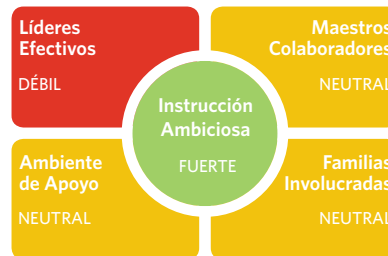 Líderes
Efectivos
DÉBIL
Maestros
Colaboradores
NEUTRAL
Instrucción
Ambiciosa
FUERTE
Ambiente
de Apoyo
NEUTRAL
Familias
Involucradas
NEUTRAL